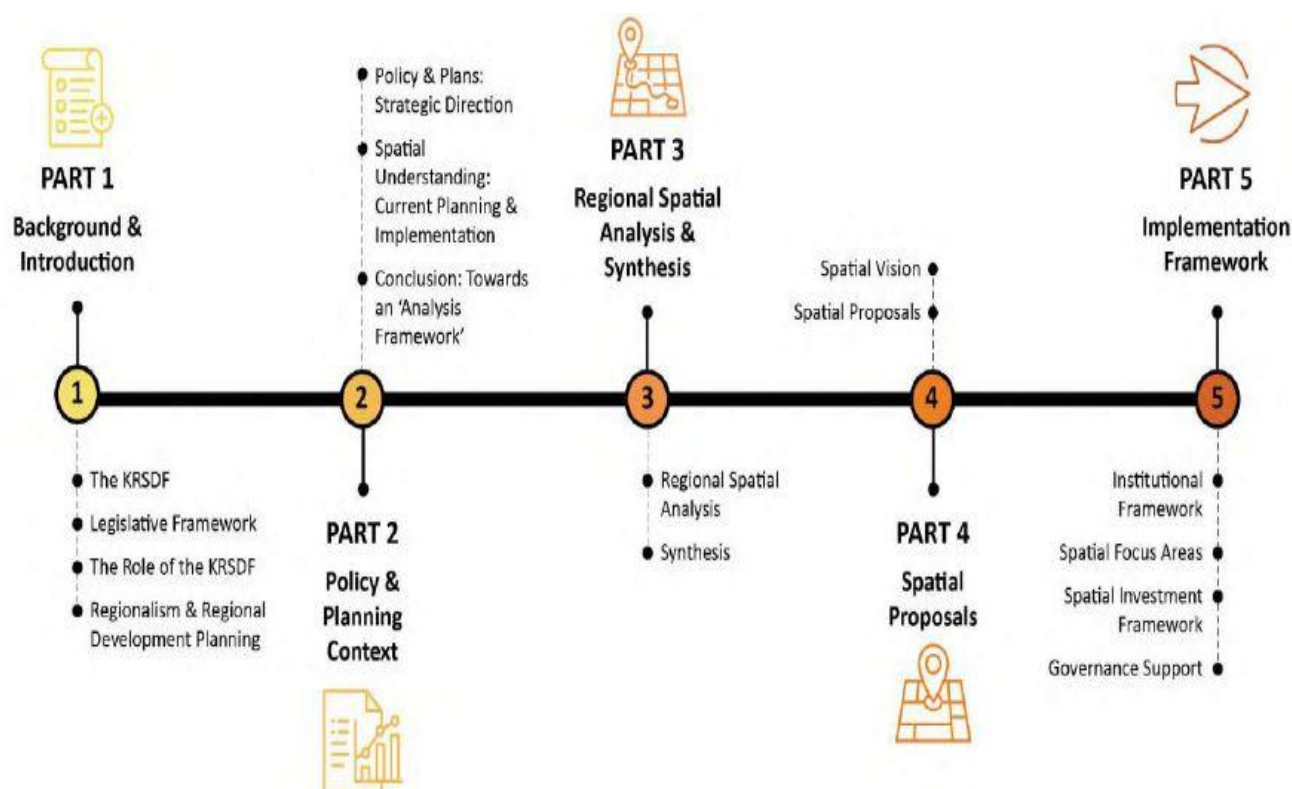 PART 1
Background &
Introduction
1
The KRSDF
Legislative Framework
The Role of the KRSDF
Regionalism & Regional
Development Planning
Policy & Plans:
Strategic Direction
Spatial
Understanding:
Current Planning &
Implementation
Conclusion: Towards
an ‘Analysis
Framework’
2
PART 2
Policy &
Planning
Context
PART 3
Regional Spatial
Analysis &
Synthesis
3
Regional Spatial
Analysis
Synthesis
Spatial Vision
Spatial Proposals
4
PART 4
Spatial
Proposals
PART 5
Implementation
Framework
5
Institutional
Framework
Spatial Focus Areas
Spatial Investment
Framework
Governance Support